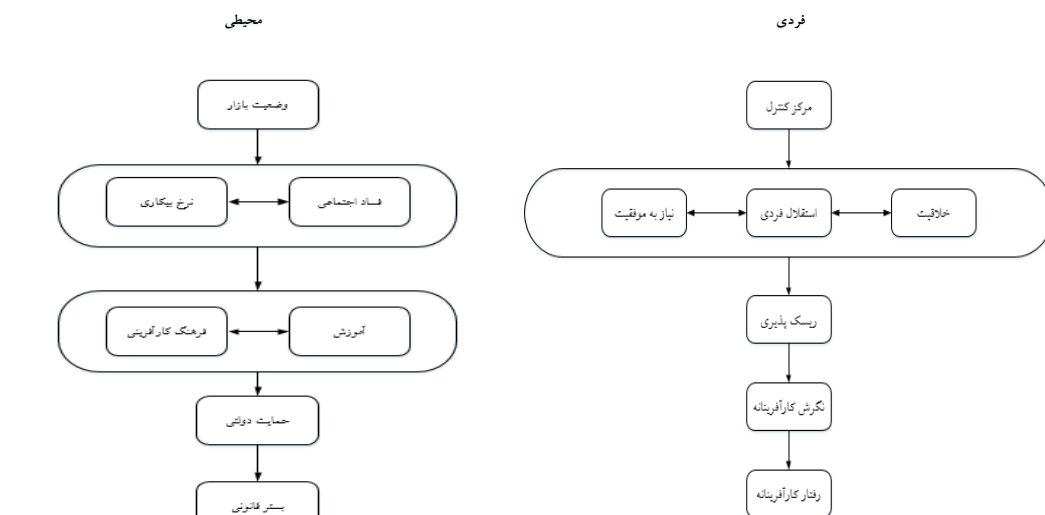 فردی
مرکز کنترل
خلاقیت
استقلال فردی
نیاز به موفقیت
ریسک پذیری
نگرش کارآفرینانه
رفتار کارآفرینانه
محیطی
وضعیت بازار
فساد اجتماعی
نرخ بیکاری
آموزش
فرهنگ کارآفرینی
حمایت دولتی
بستر قانونی